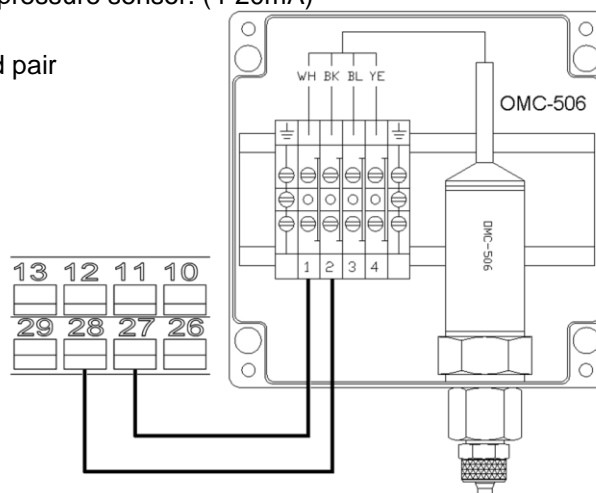 pressure sensor. (4-20mA)
pair
WH BK BL YE
OMC-506
OMC-506
1 2 3 4
13 12 11 10
29 28 27 26